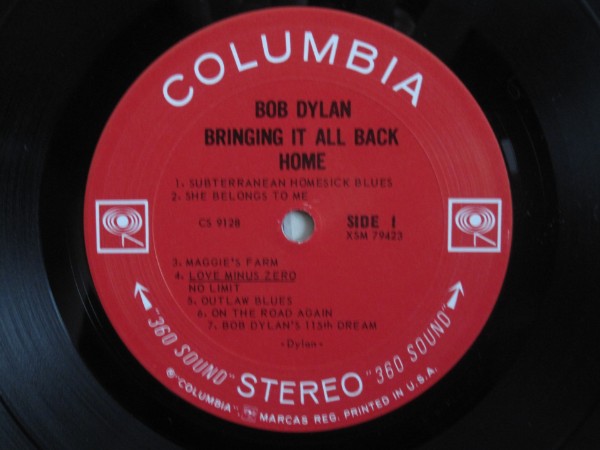 COLUMBIA
BOB DYLAN
BRINGING IT ALL BACK
HOME
1. SUBTERRANEAN HOMESICK BLUES
2. SHE BELONGS TO ME
CS 9128
SIDE 1
XSM 79423
3. MAGGIE'S FARM
4. LOVE MINUS ZERO
NO LIMIT
5. OUTLAW BLUES
6. ON THE ROAD AGAIN
7. BOB DYLAN'S 115th DREAM
-Dylan-
"360 SOUND" STEREO "360 SOUND"
® "COLUMBIA" MARCAS REG. PRINTED IN U.S.A.